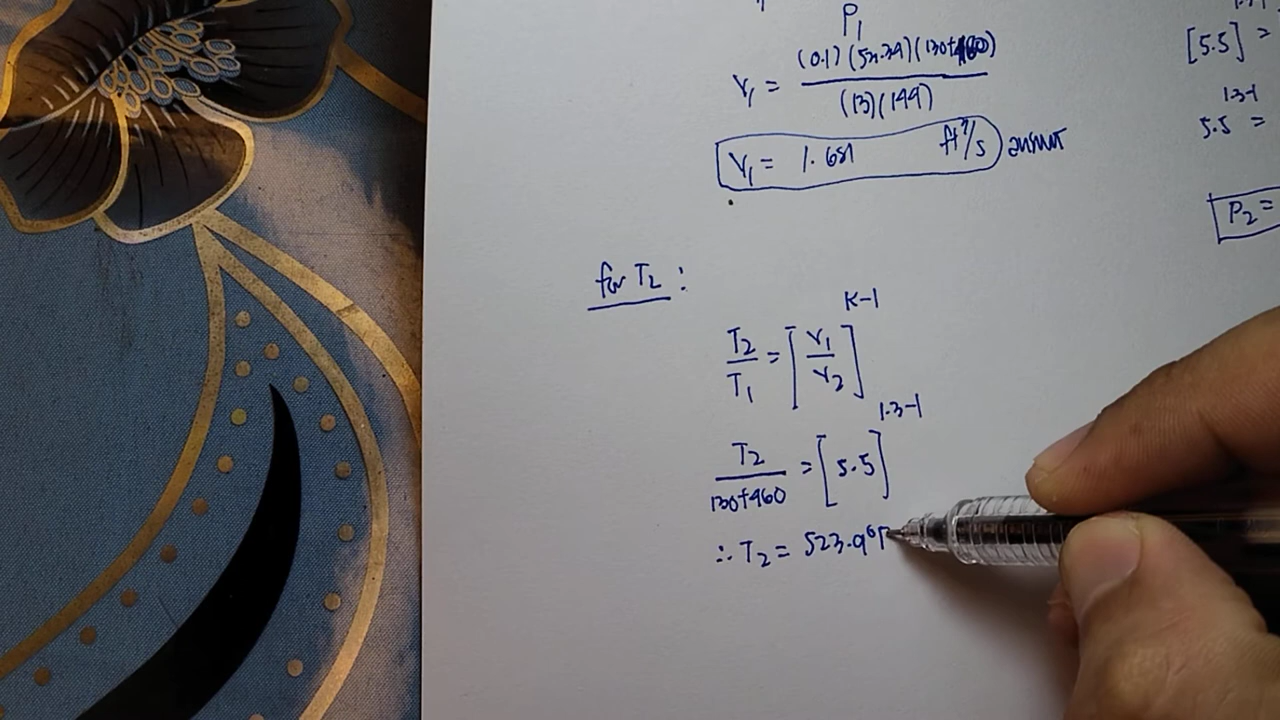 P₁
V₁ = (0.1)(53.34)(130+460) / (13)(144)
V₁ = 1.681 ft³/s answer
for T₂ :
T₂ / T₁ = [V₁ / V₂]^K-1
T₂ / 130+460 = [5.5]^1.3-1
∴ T₂ = 523.9°F
[5.5] =
1.3-1
5.5 =
P₂ =